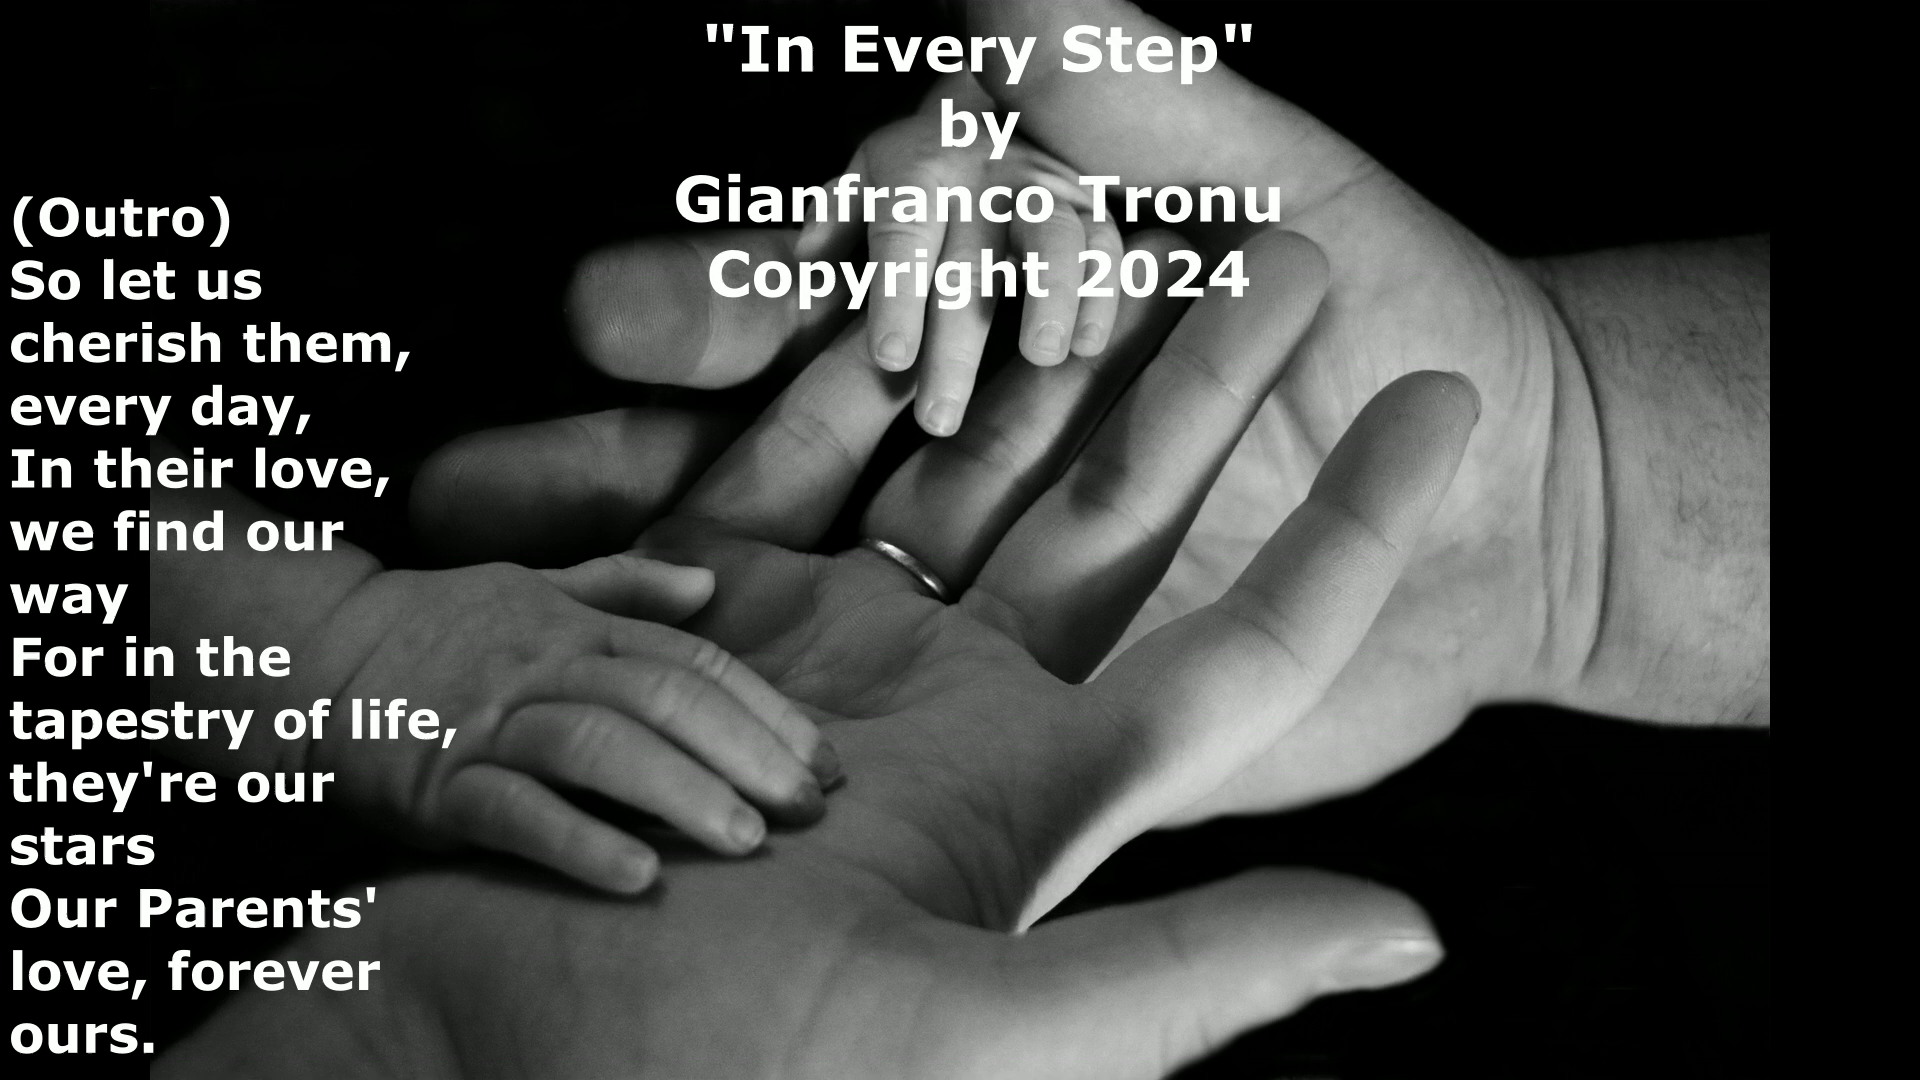 "In Every Step"
by
Gianfranco Tronu
Copyright 2024
(Outro)
So let us
cherish them,
every day,
In their love,
we find our
way
For in the
tapestry of life,
they're our
stars
Our Parents'
love, forever
ours.